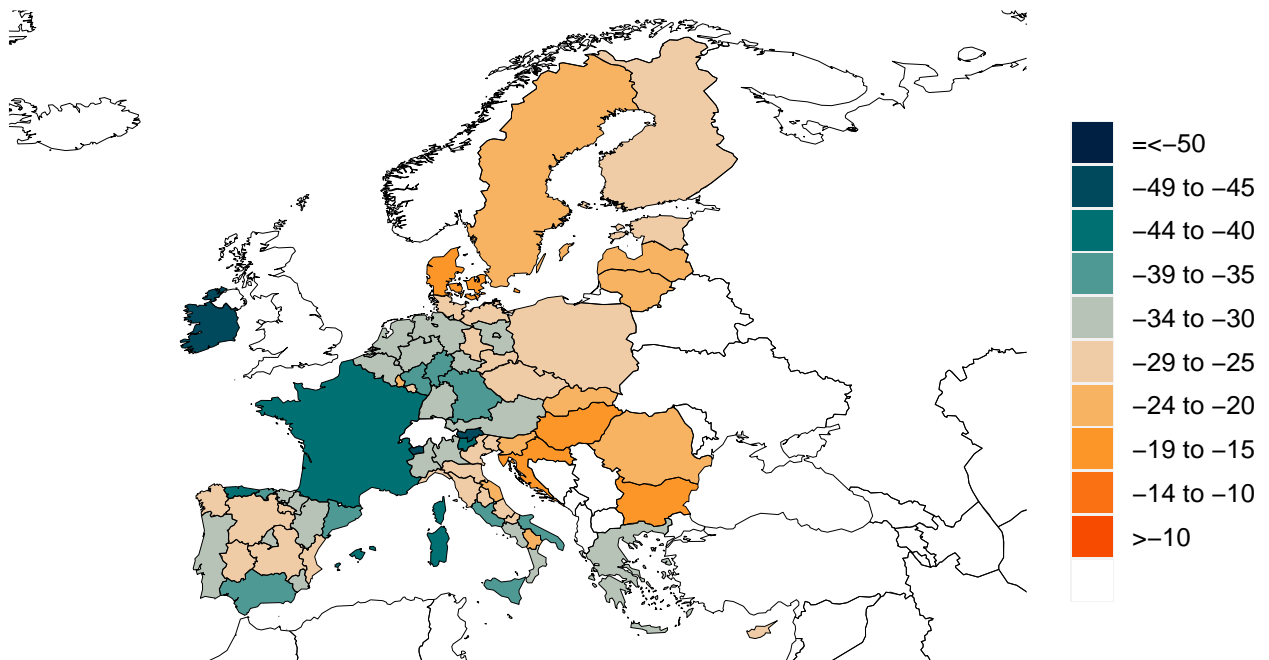 =<−50
−49 to −45
−44 to −40
−39 to −35
−34 to −30
−29 to −25
−24 to −20
−19 to −15
−14 to −10
>−10